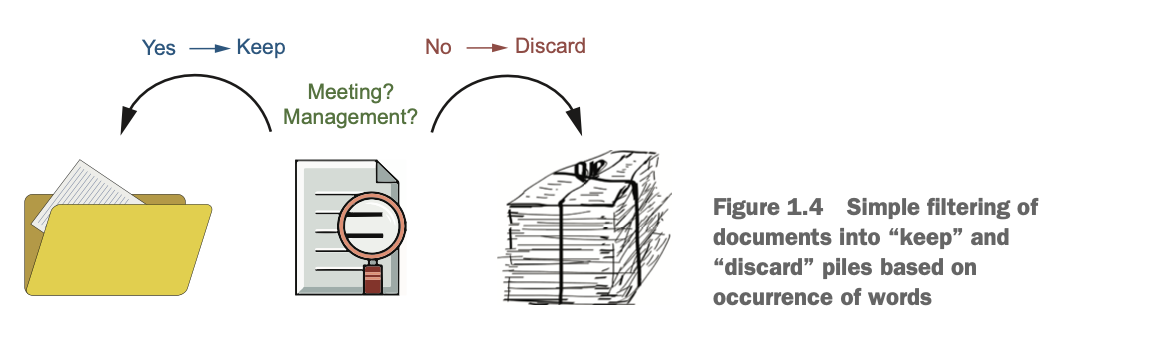 Yes → Keep
No → Discard
Meeting?
Management?
Figure 1.4 Simple filtering of
documents into “keep” and
“discard” piles based on
occurrence of words